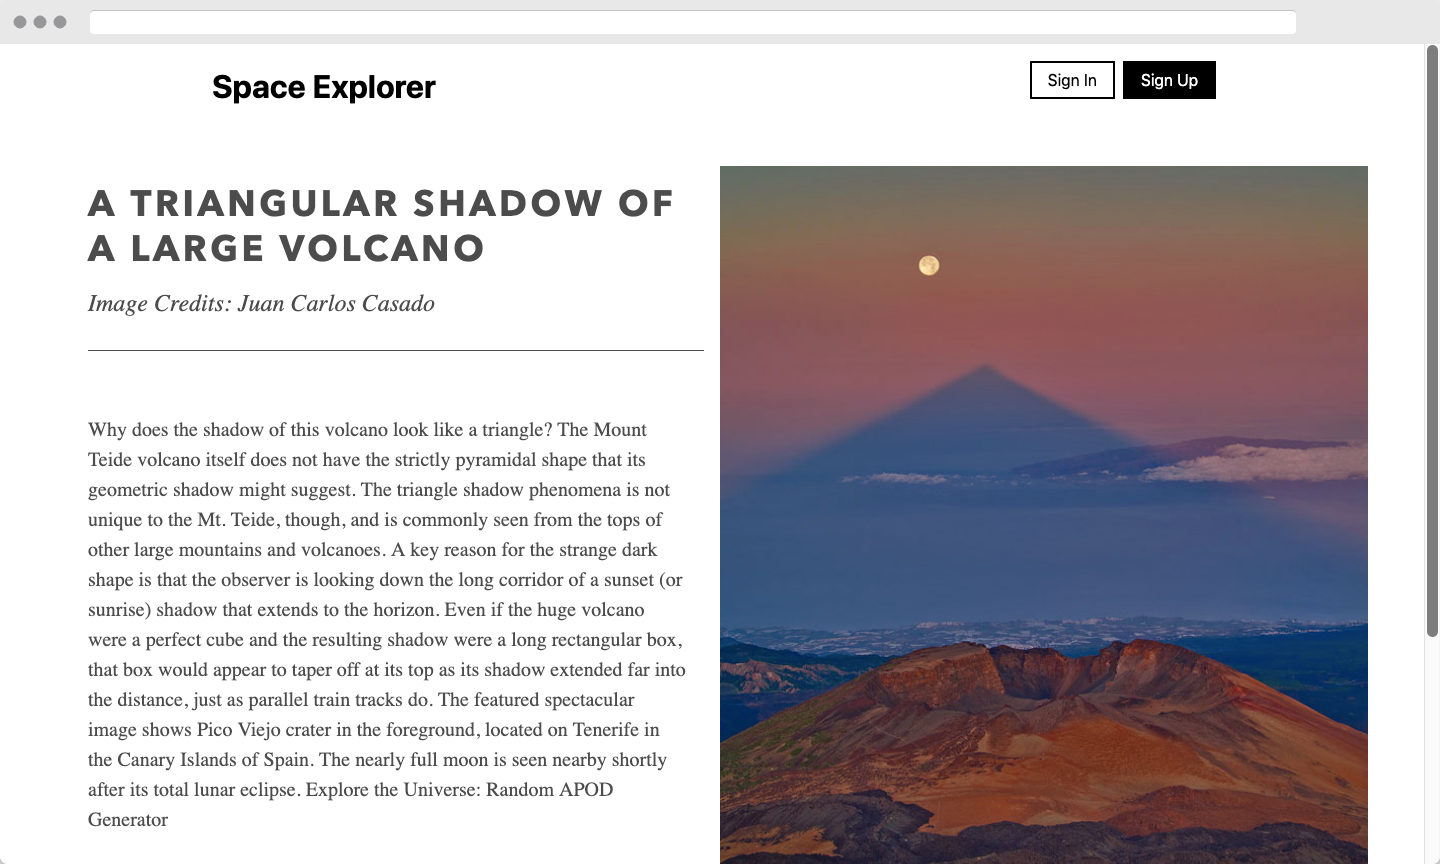 Space Explorer
Sign In
Sign Up
A TRIANGULAR SHADOW OF
A LARGE VOLCANO
Image Credits: Juan Carlos Casado
Why does the shadow of this volcano look like a triangle? The Mount
Teide volcano itself does not have the strictly pyramidal shape that its
geometric shadow might suggest. The triangle shadow phenomena is not
unique to the Mt. Teide, though, and is commonly seen from the tops of
other large mountains and volcanoes. A key reason for the strange dark
shape is that the observer is looking down the long corridor of a sunset (or
sunrise) shadow that extends to the horizon. Even if the huge volcano
were a perfect cube and the resulting shadow were a long rectangular box,
that box would appear to taper off at its top as its shadow extended far into
the distance, just as parallel train tracks do. The featured spectacular
image shows Pico Viejo crater in the foreground, located on Tenerife in
the Canary Islands of Spain. The nearly full moon is seen nearby shortly
after its total lunar eclipse. Explore the Universe: Random APOD
Generator